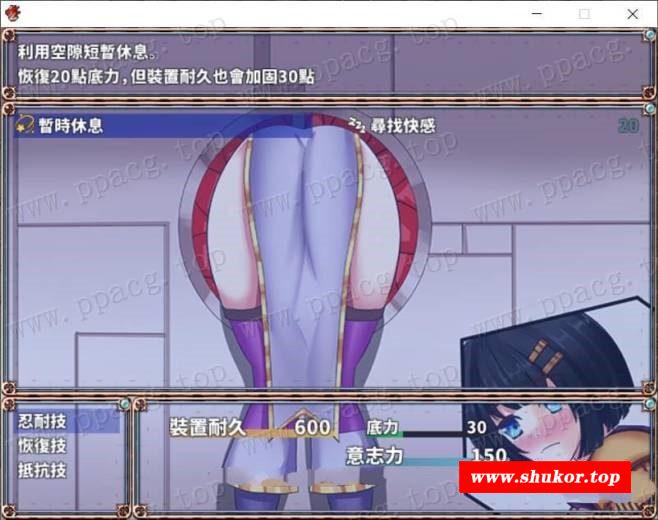 利用空隙短暫休息。
恢復20點底力,但裝置耐久也會加固30點
暫時休息
尋找快感 20
忍耐技
恢復技
抵抗技
裝置耐久 600
底力 30
意志力 150
www.shukor.top
www.ppacg.top